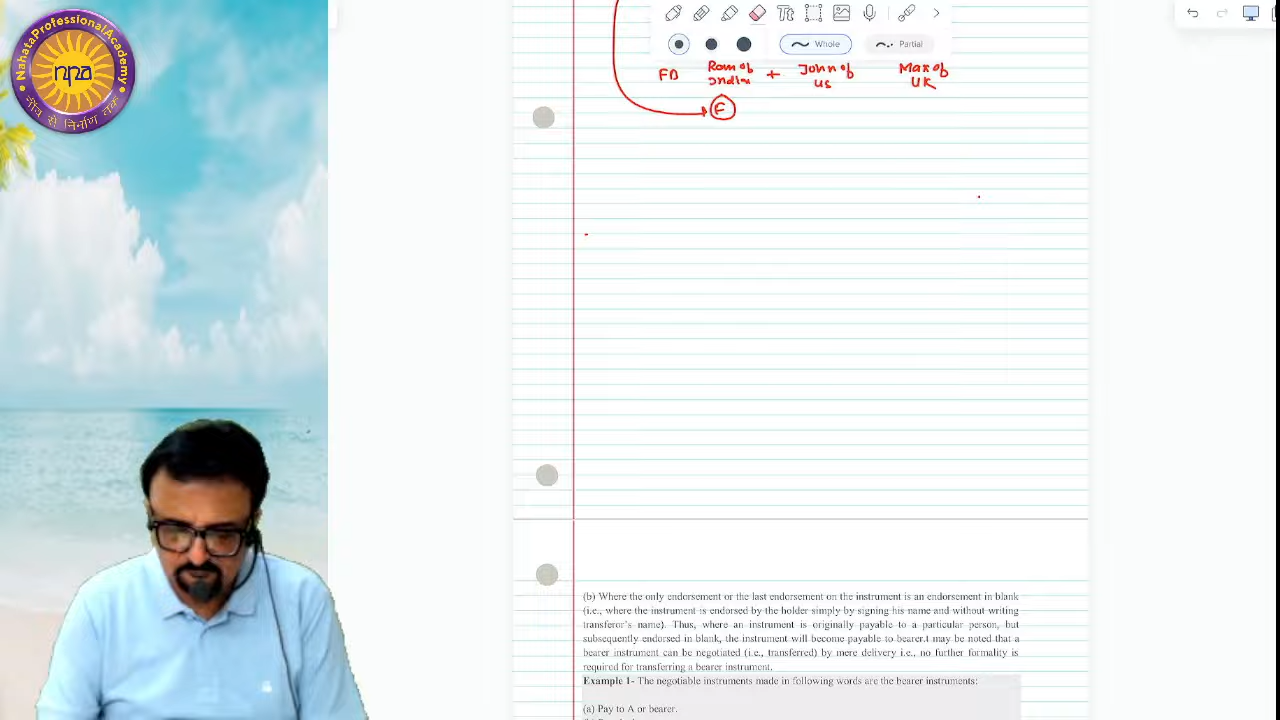 NahataProfessionalAcademy
npa
नींव से निर्माण तक
Whole
Partial
FB Ram of India + John of US Max of UK
F
(b) Where the only endorsement or the last endorsement on the instrument is an endorsement in blank
(i.e., where the instrument is endorsed by the holder simply by signing his name and without writing
transferor's name). Thus, where an instrument is originally payable to a particular person, but
subsequently endorsed in blank, the instrument will become payable to bearer.t may be noted that a
bearer instrument can be negotiated (i.e., transferred) by mere delivery i.e., no further formality is
required for transferring a bearer instrument.
Example 1- The negotiable instruments made in following words are the bearer instruments:
(a) Pay to A or bearer.